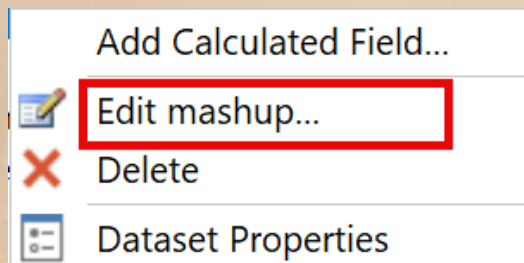 Add Calculated Field...
Edit mashup...
Delete
Dataset Properties